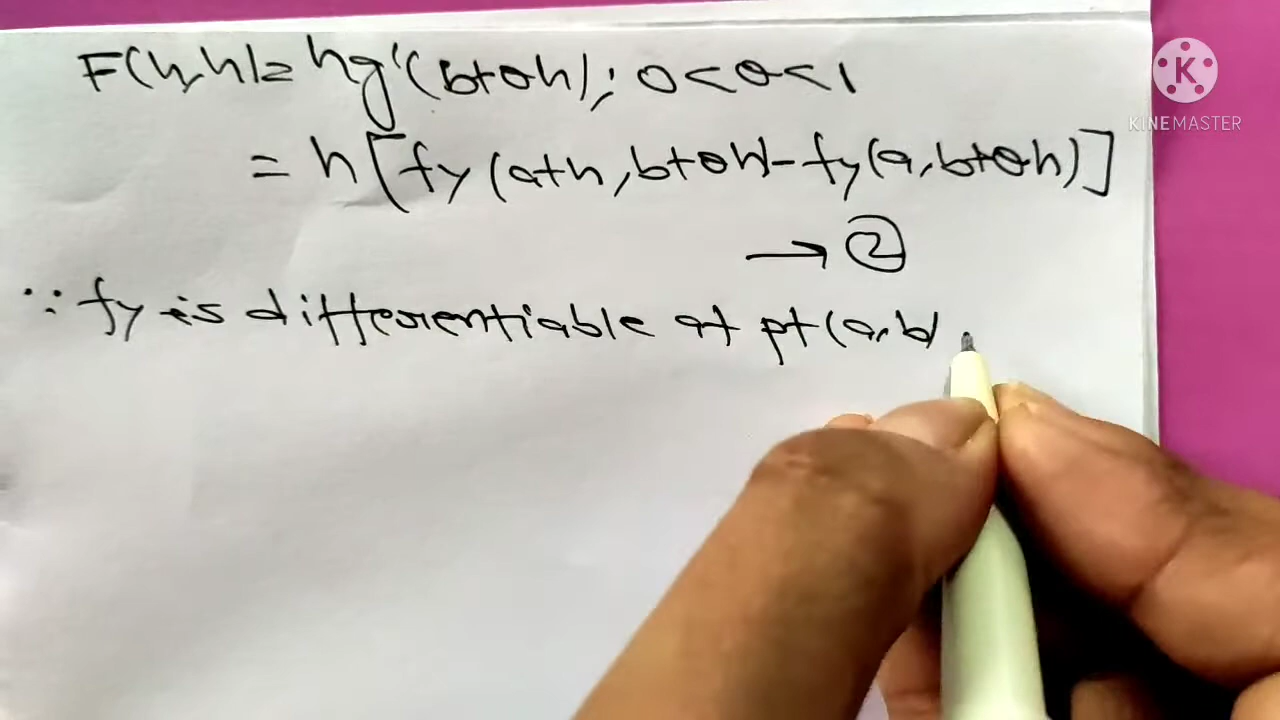 F(h,h)= hg'(b+θh); 0<θ<1
= h[fy(a+h,b+θh)-fy(a,b+θh)]
→ ②
∵ fy is differentiable at pt(a,b)
K
KINEMASTER